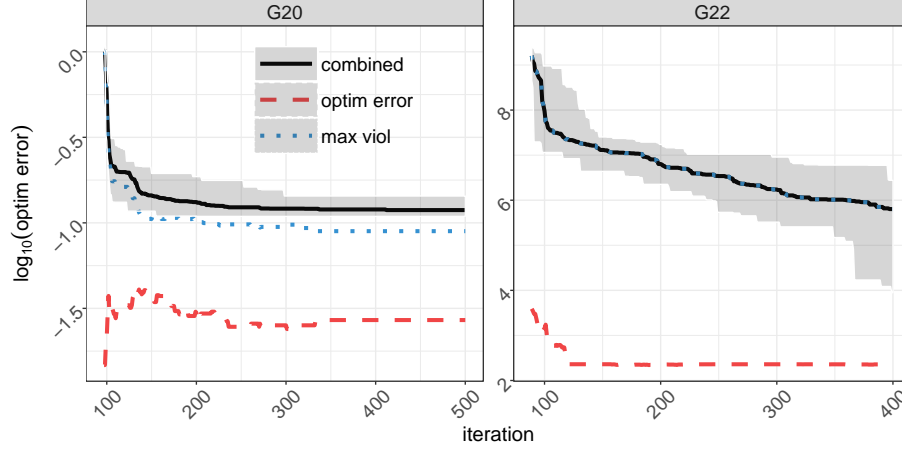 G20
G22
combined
optim error
max viol
log10(optim error)
0.0
−0.5
−1.0
−1.5
8
6
4
2
100
200
300
400
500
100
200
300
400
iteration